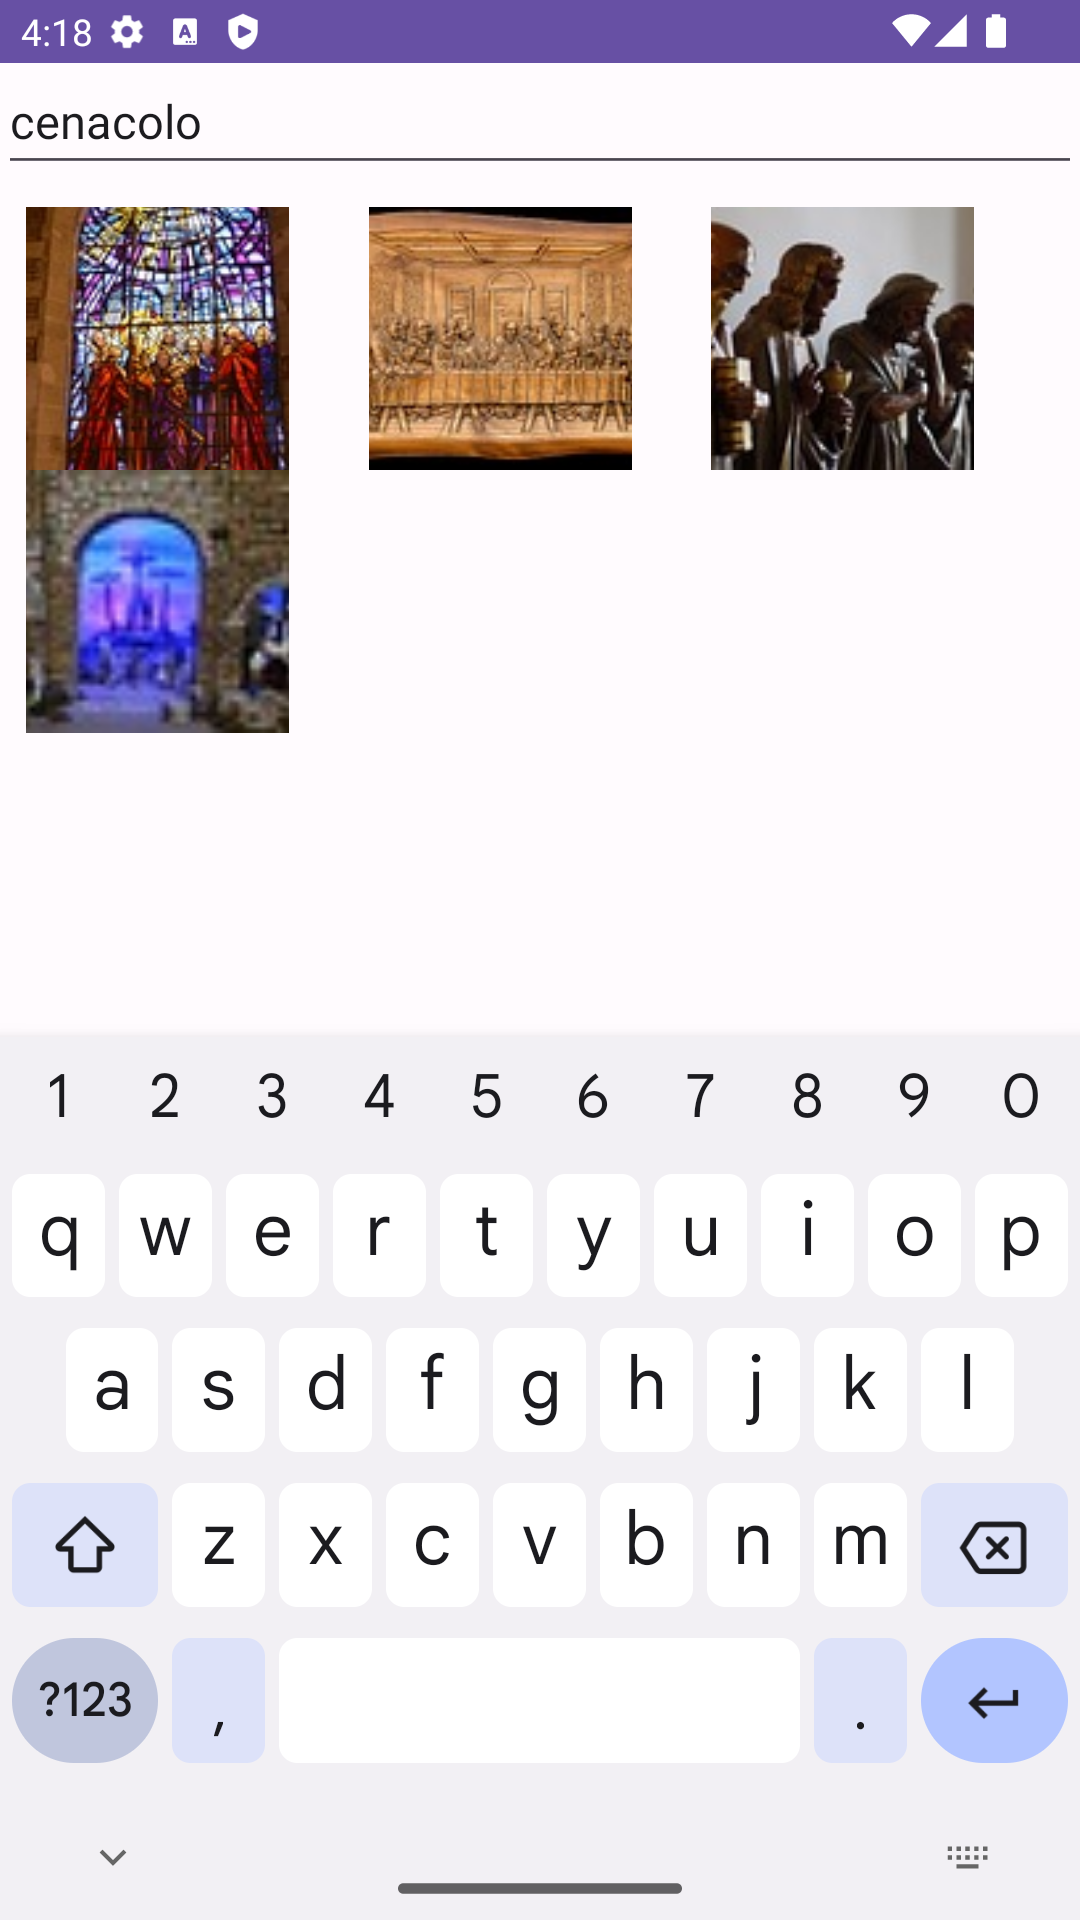 4:18
cenacolo
1 2 3 4 5 6 7 8 9 0
q w e r t y u i o p
a s d f g h j k l
z x c v b n m
?123 , .